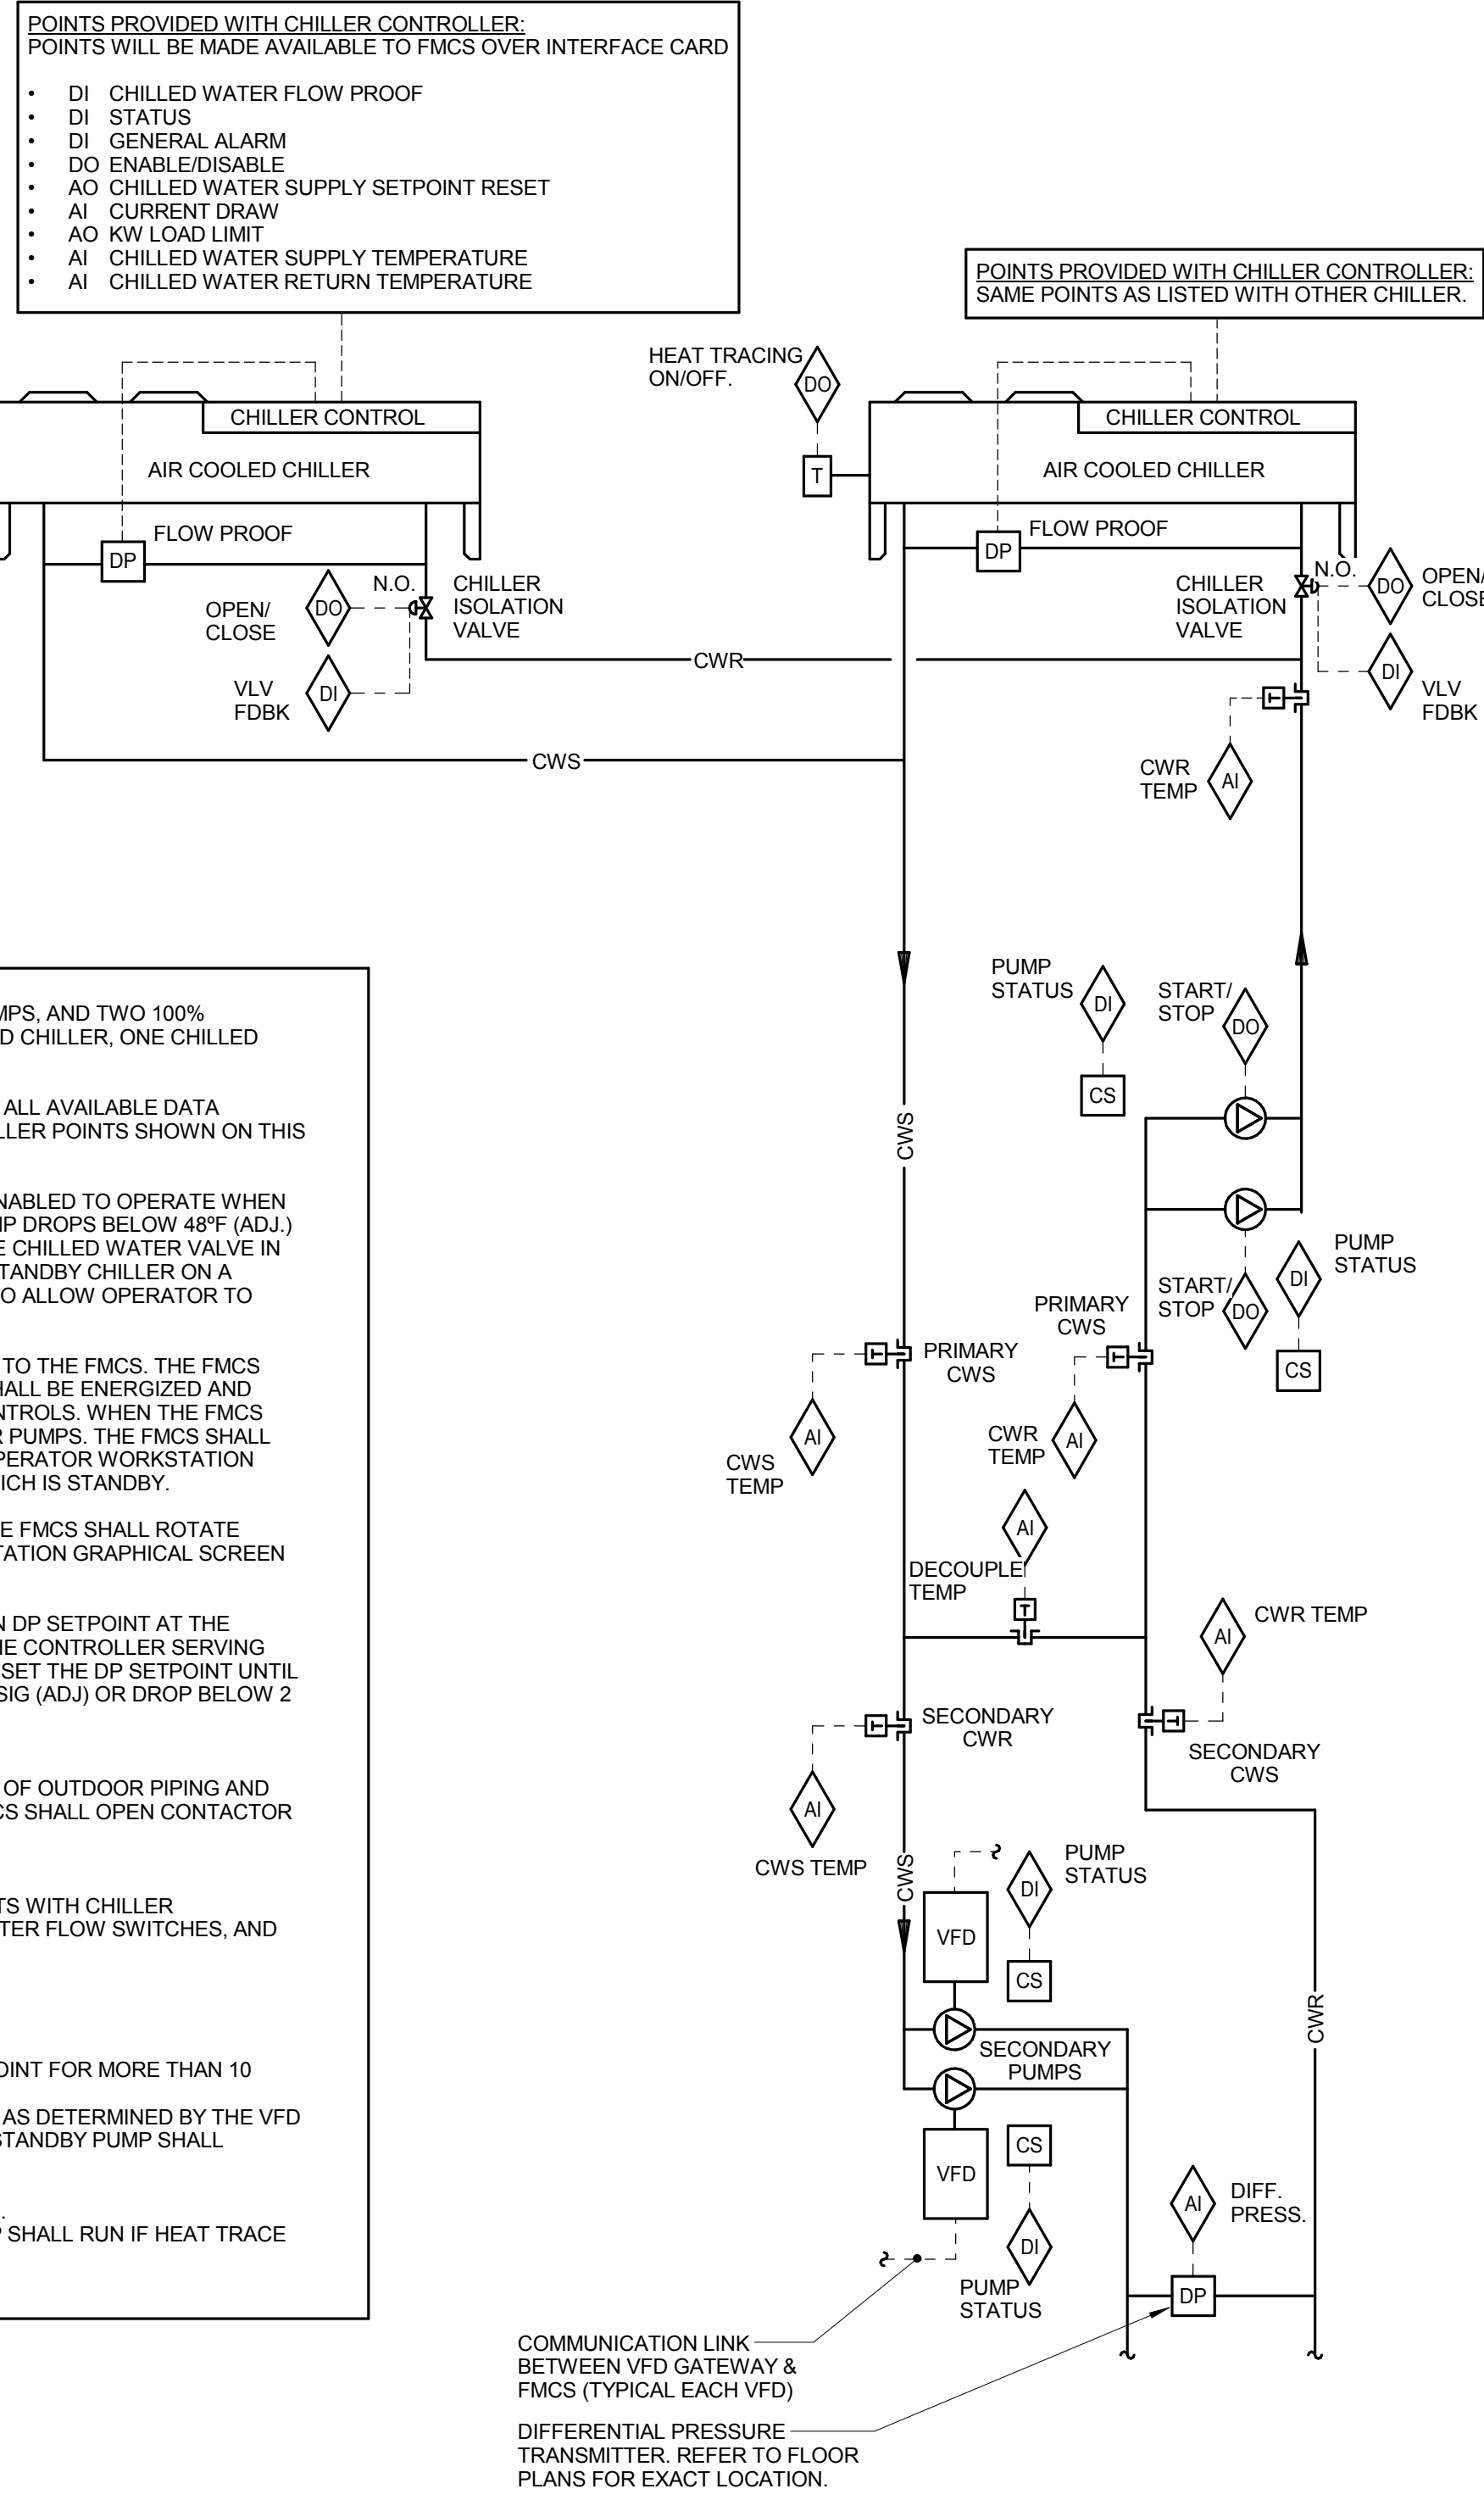 POINTS PROVIDED WITH CHILLER CONTROLLER:
POINTS WILL BE MADE AVAILABLE TO FMCS OVER INTERFACE CARD
• DI CHILLED WATER FLOW PROOF
• DI STATUS
• DI GENERAL ALARM
• DO ENABLE/DISABLE
• AO CHILLED WATER SUPPLY SETPOINT RESET
• AI CURRENT DRAW
• AO KW LOAD LIMIT
• AI CHILLED WATER SUPPLY TEMPERATURE
• AI CHILLED WATER RETURN TEMPERATURE
POINTS PROVIDED WITH CHILLER CONTROLLER:
SAME POINTS AS LISTED WITH OTHER CHILLER.
HEAT TRACING
ON/OFF.
DO
T
CHILLER CONTROL
AIR COOLED CHILLER
FLOW PROOF
DP
N.O.
CHILLER
ISOLATION
VALVE
OPEN/
CLOSE
DO
VLV
FDBK
DI
CHILLER CONTROL
AIR COOLED CHILLER
FLOW PROOF
DP
N.O.
CHILLER
ISOLATION
VALVE
DO
OPEN/
CLOSE
DI
VLV
FDBK
CWR
CWS
T
CWR
TEMP
AI
PUMP
STATUS
DI
CS
START/
STOP
DO
CWS
START/
STOP
DO
PUMP
STATUS
DI
CS
T
PRIMARY
CWS
AI
CWS
TEMP
PRIMARY
CWS
T
CWR
TEMP
AI
AI
DECOUPLE
TEMP
T
AI
CWR TEMP
T
SECONDARY
CWR
AI
CWS TEMP
T
SECONDARY
CWS
CWS
VFD
PUMP
STATUS
DI
CS
SECONDARY
PUMPS
VFD
CS
DI
PUMP
STATUS
CWR
AI
DIFF.
PRESS.
DP
COMMUNICATION LINK
BETWEEN VFD GATEWAY &
FMCS (TYPICAL EACH VFD)
DIFFERENTIAL PRESSURE
TRANSMITTER. REFER TO FLOOR
PLANS FOR EXACT LOCATION.
MPS, AND TWO 100%
D CHILLER, ONE CHILLED
ALL AVAILABLE DATA
LLER POINTS SHOWN ON THIS
NABLED TO OPERATE WHEN
MP DROPS BELOW 48ºF (ADJ.)
E CHILLED WATER VALVE IN
TANDBY CHILLER ON A
O ALLOW OPERATOR TO
TO THE FMCS. THE FMCS
HALL BE ENERGIZED AND
NTROLS. WHEN THE FMCS
R PUMPS. THE FMCS SHALL
PERATOR WORKSTATION
ICH IS STANDBY.
E FMCS SHALL ROTATE
TATION GRAPHICAL SCREEN
N DP SETPOINT AT THE
HE CONTROLLER SERVING
SET THE DP SETPOINT UNTIL
SIG (ADJ) OR DROP BELOW 2
OF OUTDOOR PIPING AND
CS SHALL OPEN CONTACTOR
TS WITH CHILLER
TER FLOW SWITCHES, AND
OINT FOR MORE THAN 10
AS DETERMINED BY THE VFD
STANDBY PUMP SHALL
.
P SHALL RUN IF HEAT TRACE